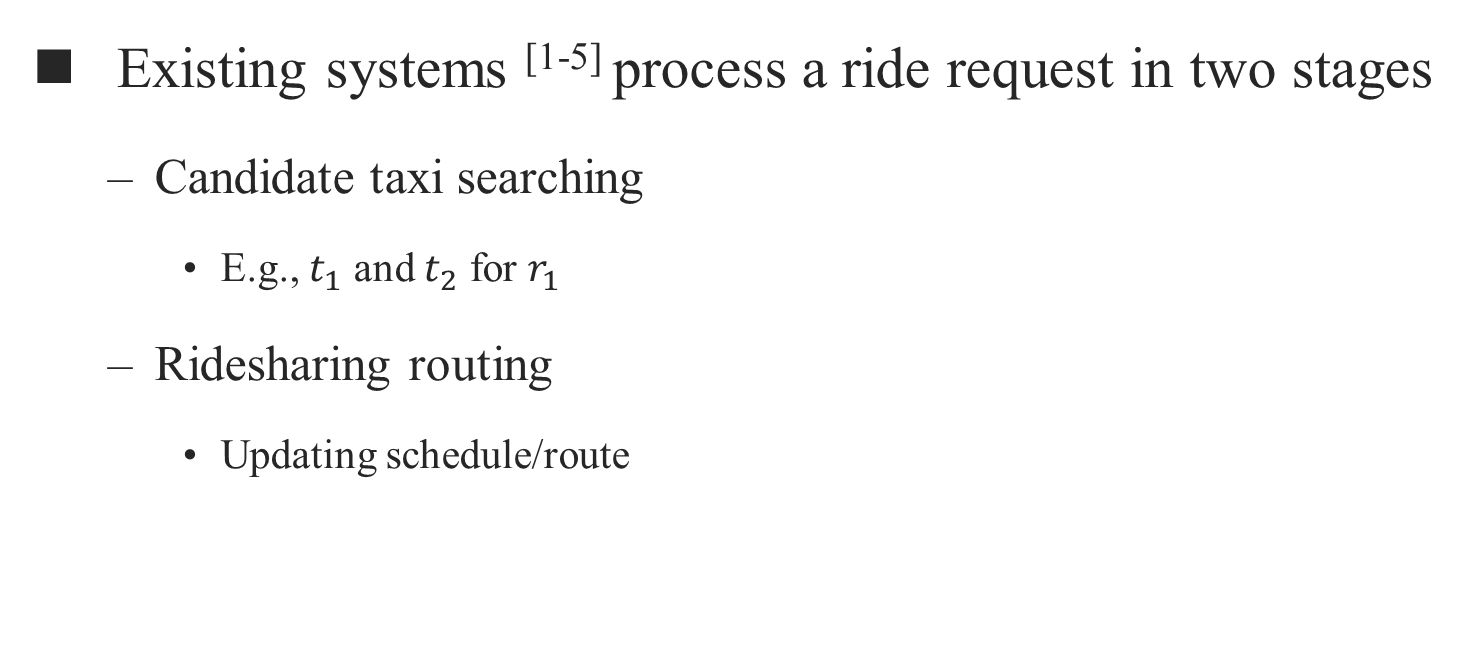 ■ Existing systems [1-5] process a ride request in two stages
– Candidate taxi searching
• E.g., t₁ and t₂ for r₁
– Ridesharing routing
• Updating schedule/route